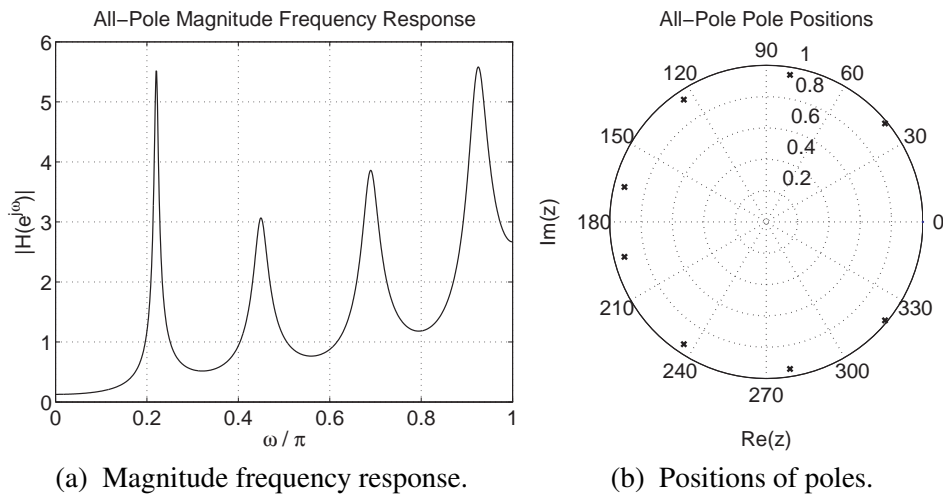 All-Pole Magnitude Frequency Response
6
5
4
3
2
1
0
|H(e^{jω})|
0 0.2 0.4 0.6 0.8 1
ω / π
(a) Magnitude frequency response.
All-Pole Pole Positions
90
1
120
60
0.8
0.6
150
30
0.4
0.2
180
0
Im(z)
210
330
240
300
270
Re(z)
(b) Positions of poles.